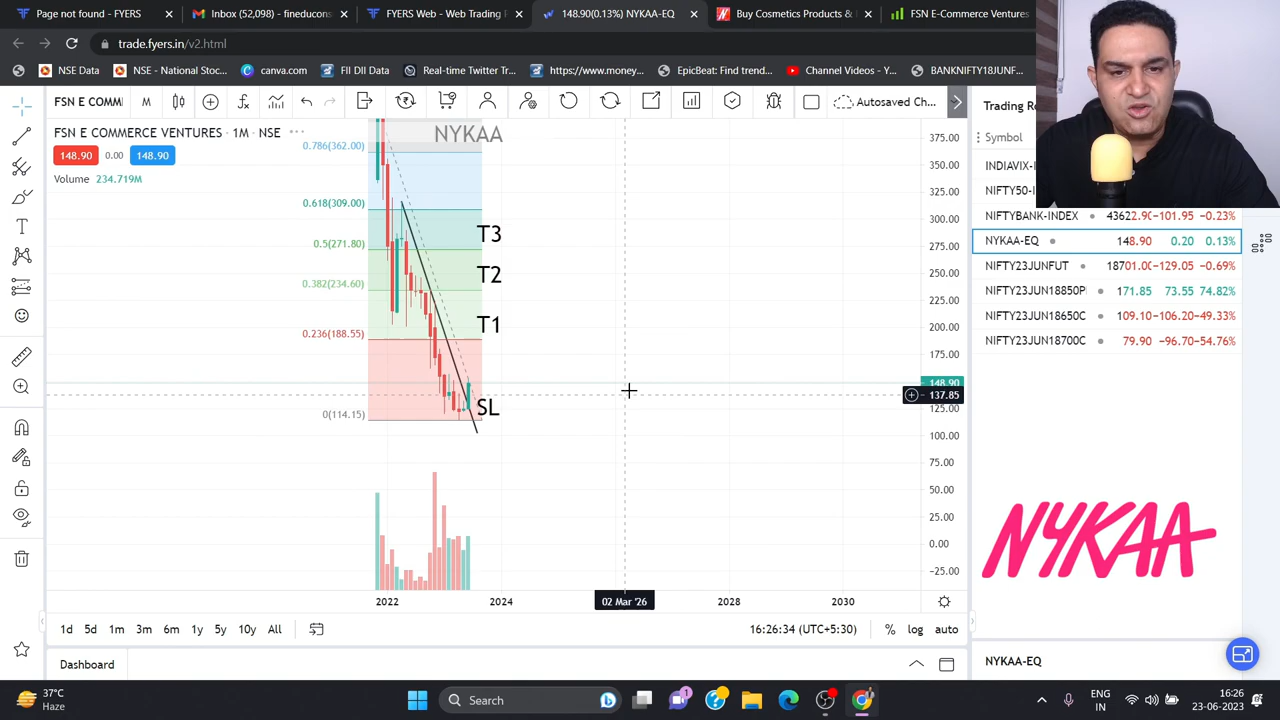 Page not found - FYERS
Inbox (52,098) - fineducons
FYERS Web - Web Trading P
148.90(0.13%) NYKAA-EQ
Buy Cosmetics Products &
FSN E-Commerce Ventures
trade.fyers.in/v2.html
NSE Data
NSE - National Stoc...
canva.com
FII DII Data
Real-Time Twitter Tr...
https://www.money...
EpicBeat: Find trend...
Channel Videos - Y...
BANKNIFTY18JUNF...
FSN E COMMI
M
Autosaved Ch...
Trading Re
FSN E COMMERCE VENTURES · 1M · NSE
148.90 0.00 148.90
Volume 234.719M
Symbol
NYKAA
0.786(362.00)
0.618(309.00)
0.5(271.80)
0.382(234.60)
0.236(188.55)
0(114.15)
T3
T2
T1
SL
375.00
350.00
325.00
300.00
275.00
250.00
225.00
200.00
175.00
148.90
137.85
125.00
100.00
75.00
50.00
25.00
0.00
−25.00
INDIAVIX-I
NIFTY50-I
NIFTYBANK-INDEX 43622.90 −101.95 −0.23%
NYKAA-EQ 148.90 0.20 0.13%
NIFTY23JUNFUT 18701.00 −129.05 −0.69%
NIFTY23JUN18850P 171.85 73.55 74.82%
NIFTY23JUN18650C 109.10 −106.20 −49.33%
NIFTY23JUN18700C 79.90 −96.70 −54.76%
NYKAA
2022 2024 02 Mar '26 2028 2030
1d 5d 1m 3m 6m 1y 5y 10y All
16:26:34 (UTC+5:30) % log auto
Dashboard
NYKAA-EQ
37°C
Haze
Search
ENG
IN
16:26
23-06-2023